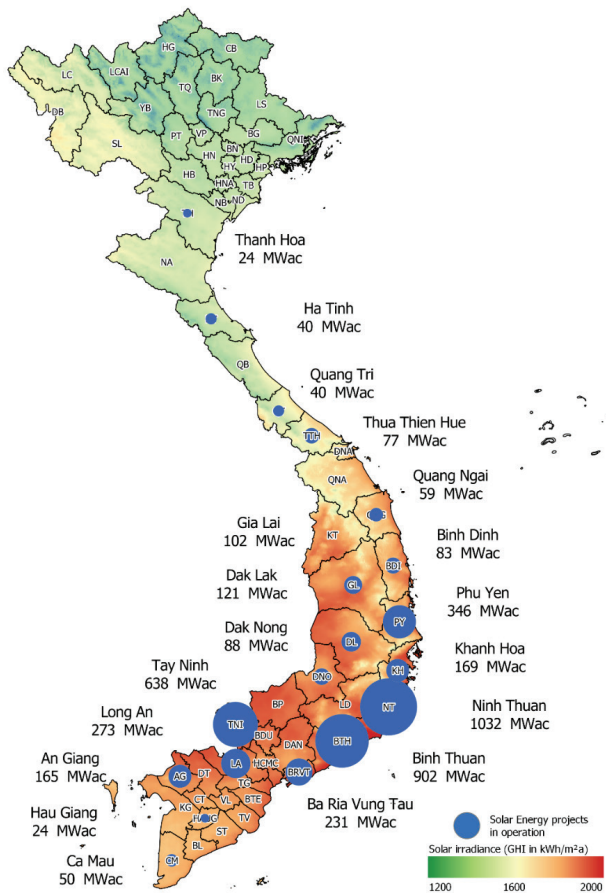 HG
CB
LC
LCAI
TQ
BK
YB
TNG
LS
DB
SL
PT
VP
BG
QNI
BN
HN
HD
HY
HP
HB
HNA
TB
NB
ND
NA
Thanh Hoa
24 MWac
Ha Tinh
40 MWac
QB
Quang Tri
40 MWac
TTH
Thua Thien Hue
77 MWac
DNA
QNA
Quang Ngai
59 MWac
Gia Lai
102 MWac
KT
Binh Dinh
83 MWac
BDI
Dak Lak
121 MWac
GL
Phu Yen
346 MWac
PY
Dak Nong
88 MWac
DL
Khanh Hoa
169 MWac
KH
DNO
Tay Ninh
638 MWac
BP
LD
NT
Ninh Thuan
1032 MWac
TNI
Long An
273 MWac
BDU
BTH
DAN
An Giang
165 MWac
LA
HCMC
BRVT
Binh Thuan
902 MWac
AG
DT
TG
Hau Giang
24 MWac
KG
CT
VL
BTE
Ba Ria Vung Tau
231 MWac
TV
ST
BL
Ca Mau
50 MWac
CM
Solar Energy projects
in operation
Solar irradiance (GHI in kWh/m²a)
1200 1600 2000